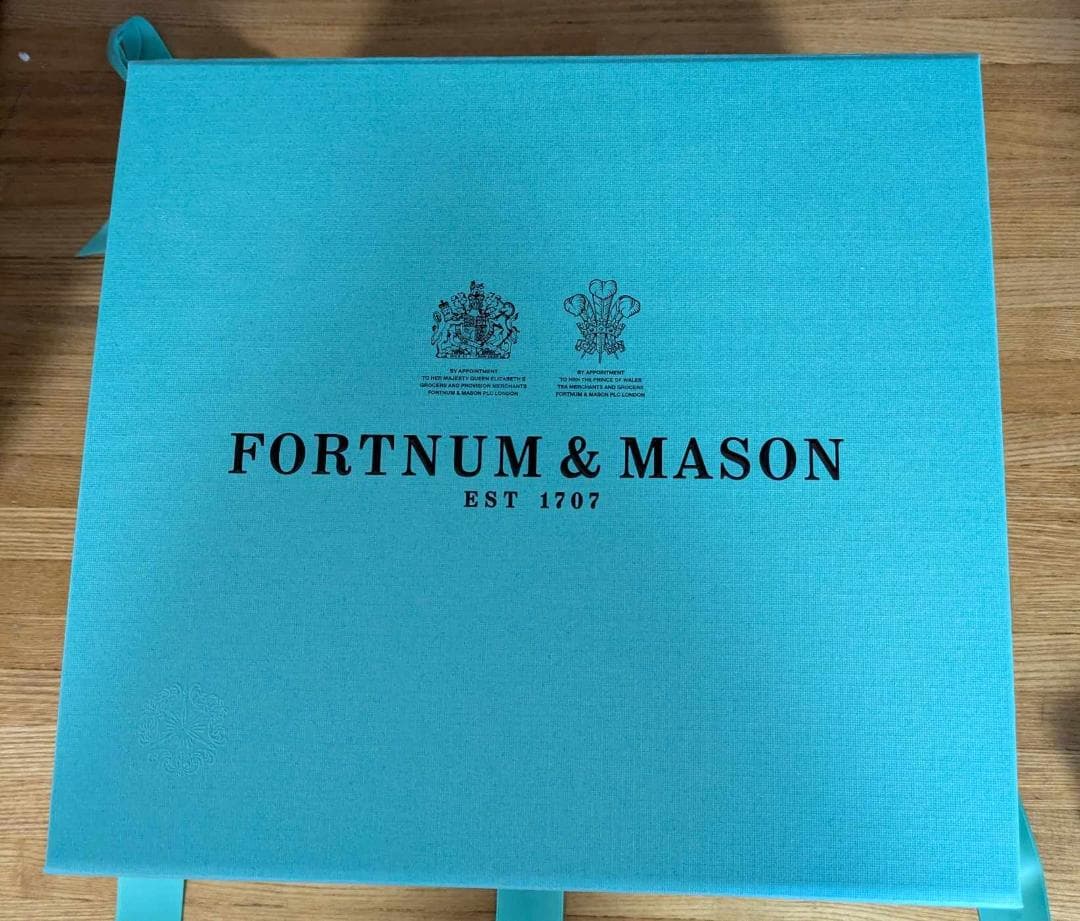 BY APPOINTMENT
TO HER MAJESTY QUEEN ELIZABETH II
GROCERS AND PROVISION MERCHANTS
FORTNUM & MASON PLC LONDON
BY APPOINTMENT
TO HRH THE PRINCE OF WALES
TEA MERCHANTS AND GROCERS
FORTNUM & MASON PLC LONDON
FORTNUM & MASON
EST 1707